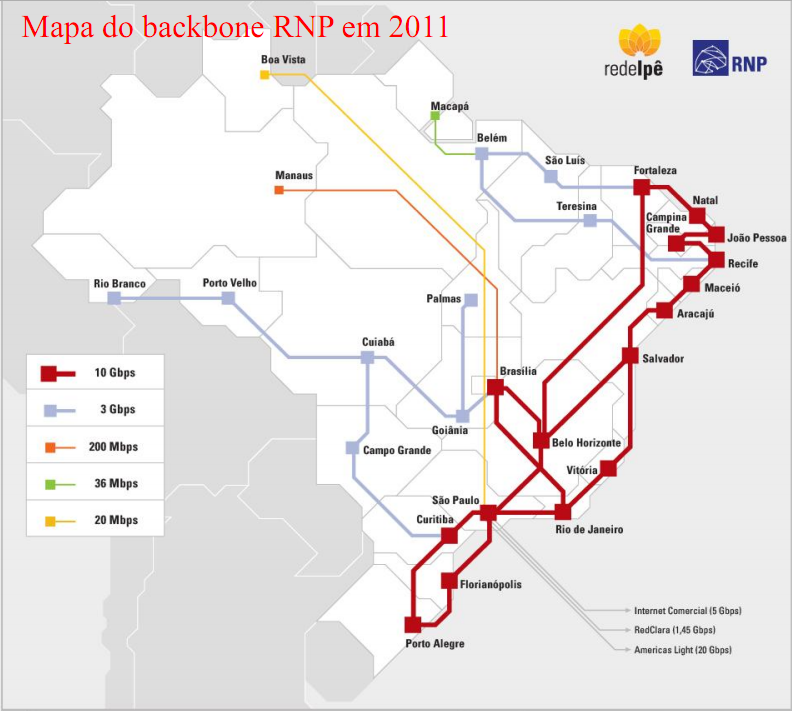 Mapa do backbone RNP em 2011
redeIpê
RNP
Boa Vista
Macapá
Belém
São Luís
Fortaleza
Manaus
Teresina
Natal
Campina
Grande
João Pessoa
Recife
Rio Branco
Porto Velho
Palmas
Maceió
Aracajú
Cuiabá
Salvador
Brasília
10 Gbps
3 Gbps
200 Mbps
36 Mbps
20 Mbps
Goiânia
Belo Horizonte
Campo Grande
Vitória
São Paulo
Curitiba
Rio de Janeiro
Florianópolis
Porto Alegre
Internet Comercial (5 Gbps)
RedClara (1,45 Gbps)
Americas Light (20 Gbps)